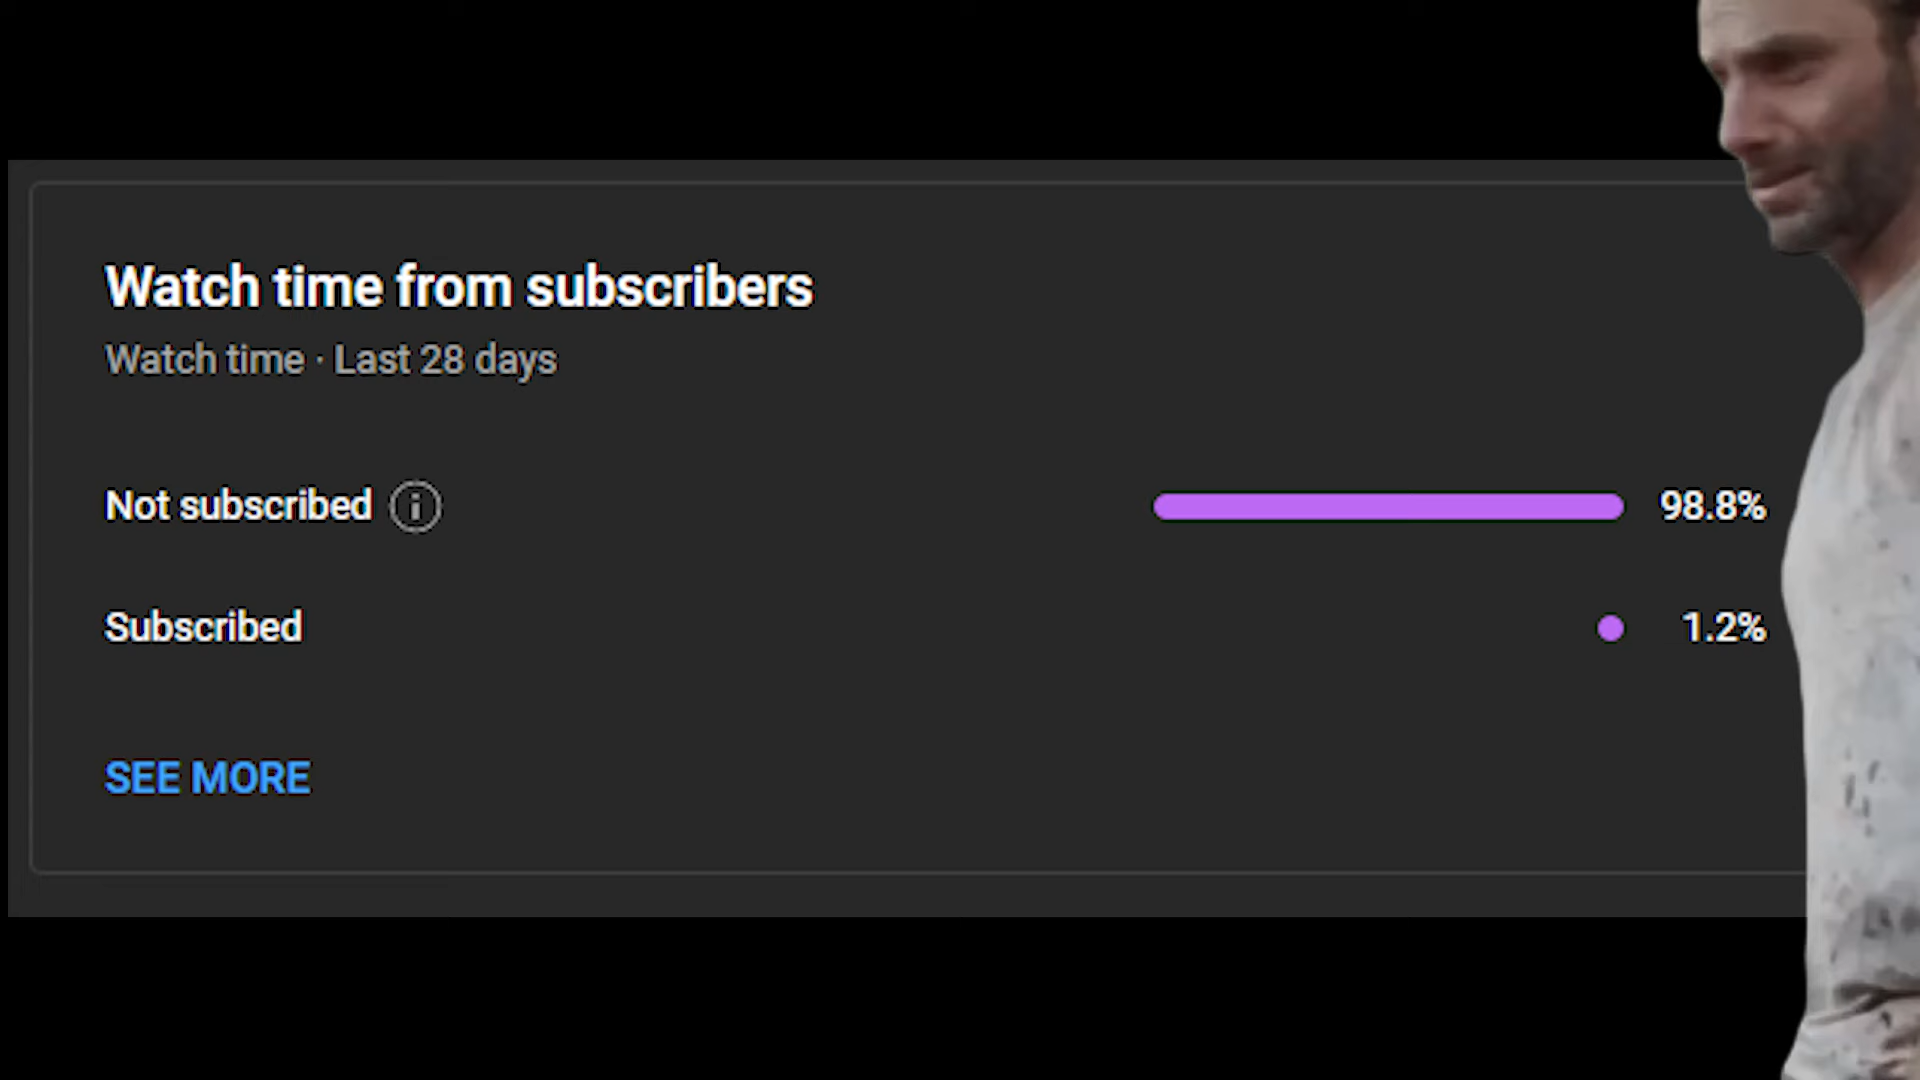 Watch time from subscribers
Watch time · Last 28 days
Not subscribed 98.8%
Subscribed 1.2%
SEE MORE